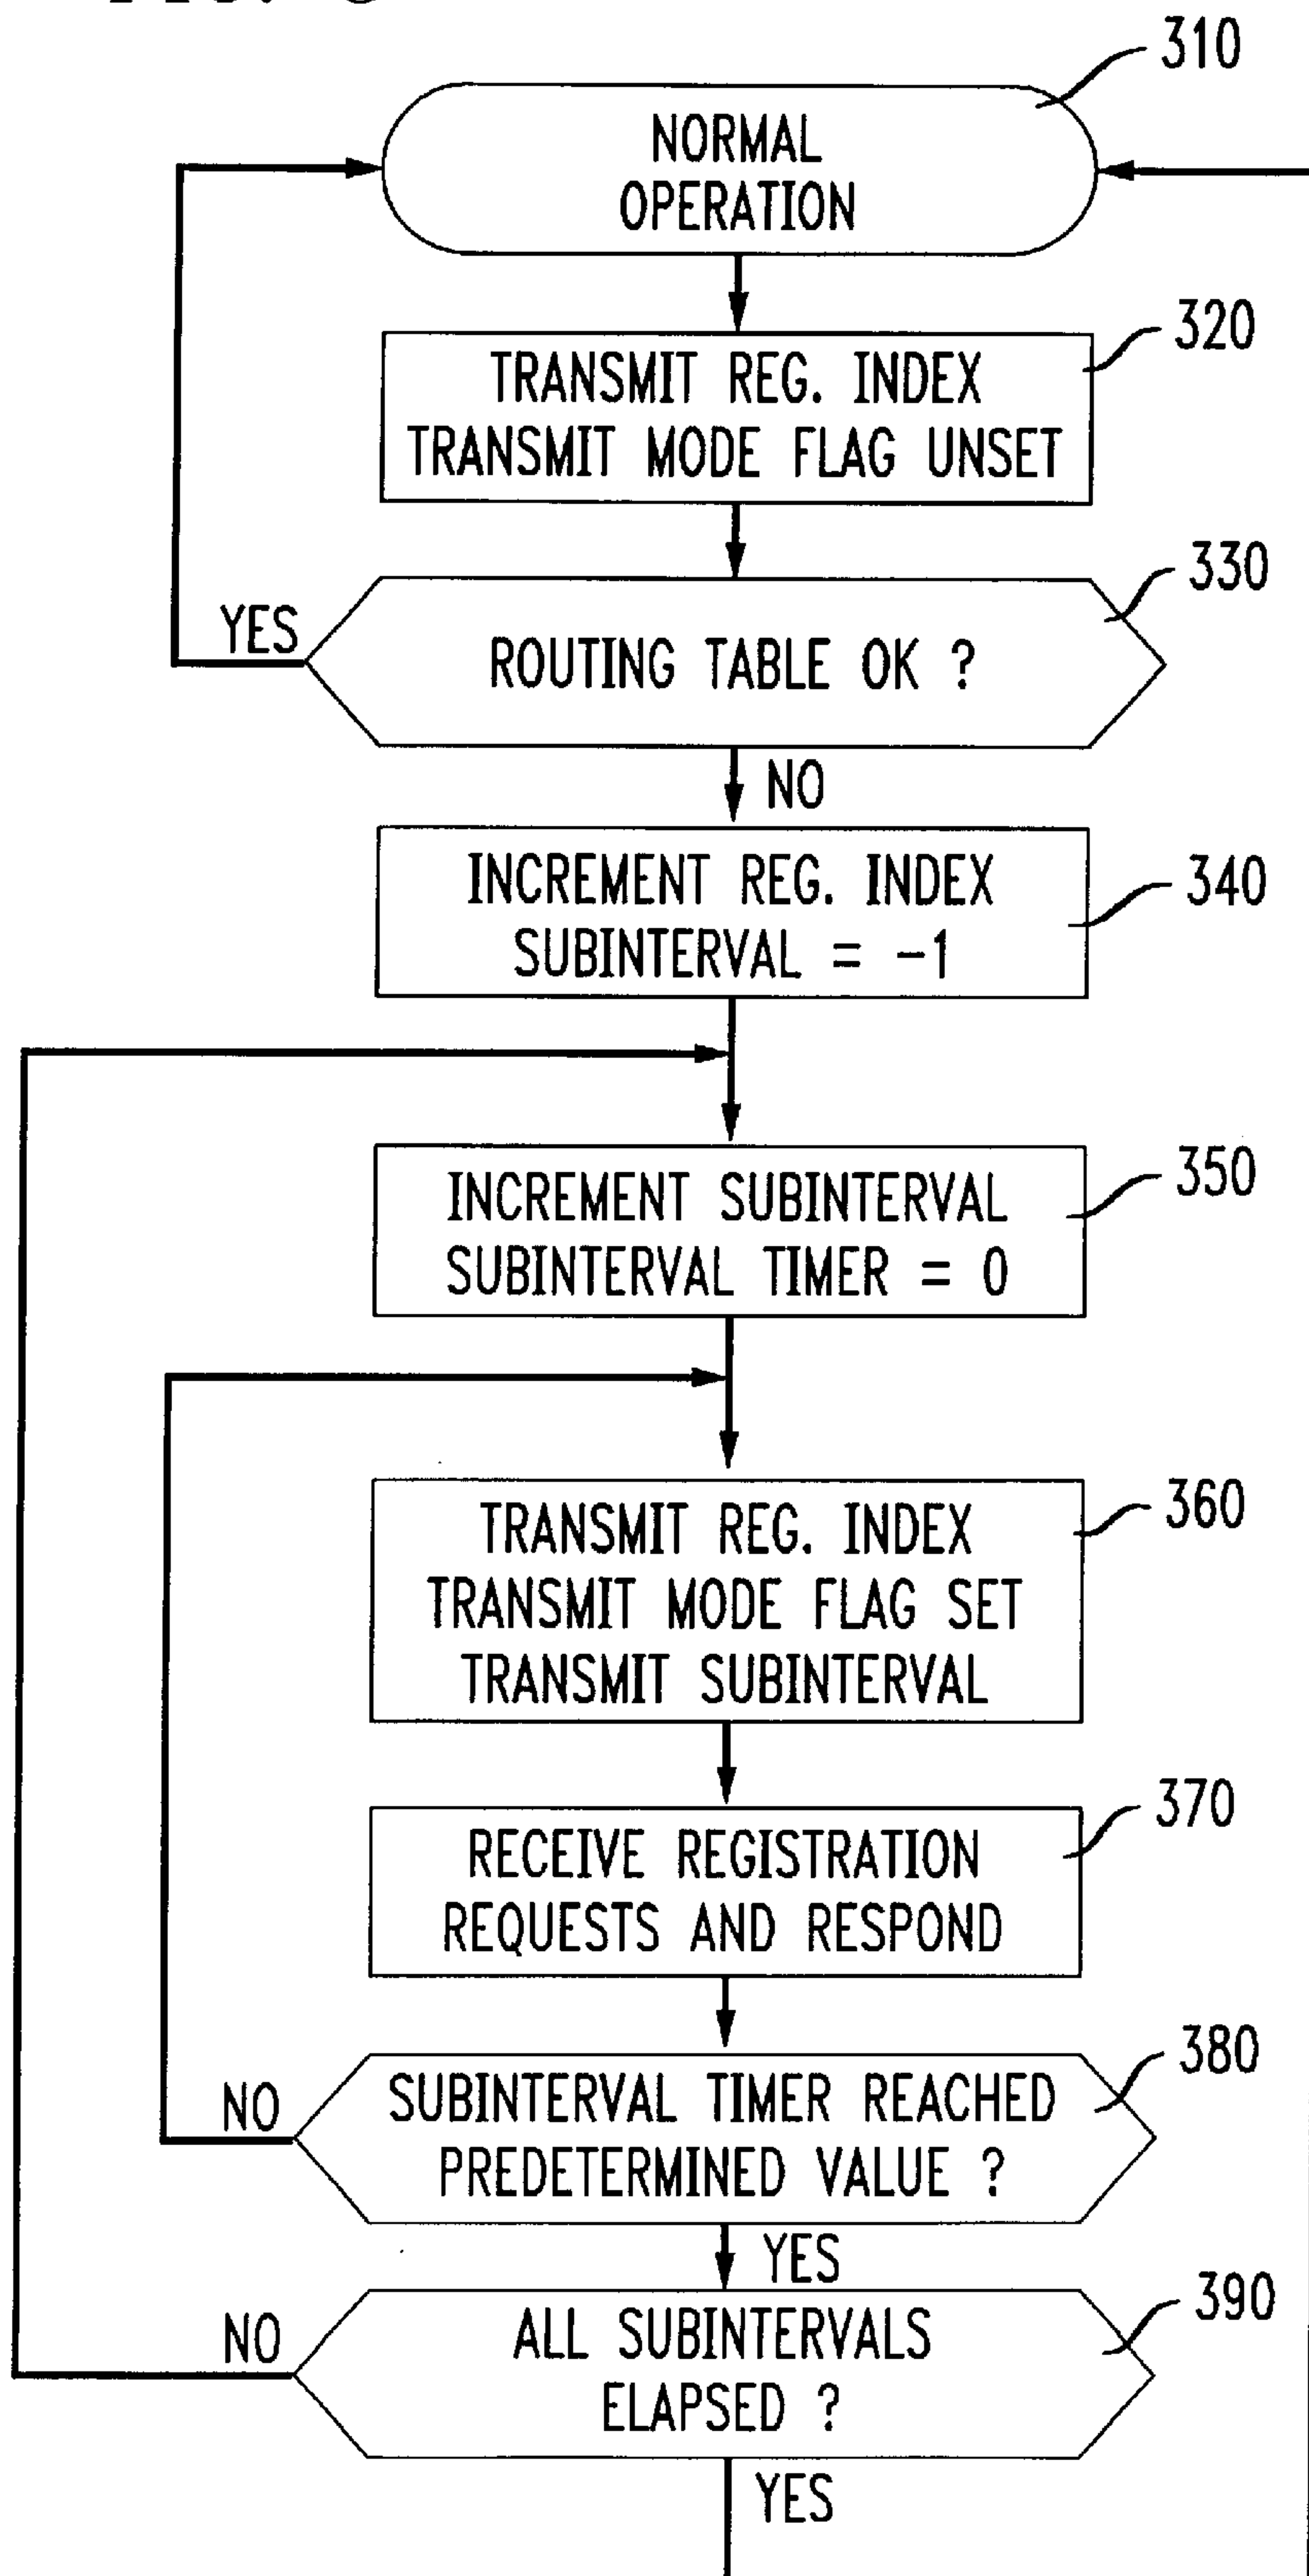 310
NORMAL
OPERATION
320
TRANSMIT REG. INDEX
TRANSMIT MODE FLAG UNSET
330
YES
ROUTING TABLE OK ?
NO
340
INCREMENT REG. INDEX
SUBINTERVAL = -1
350
INCREMENT SUBINTERVAL
SUBINTERVAL TIMER = 0
360
TRANSMIT REG. INDEX
TRANSMIT MODE FLAG SET
TRANSMIT SUBINTERVAL
370
RECEIVE REGISTRATION
REQUESTS AND RESPOND
380
NO
SUBINTERVAL TIMER REACHED
PREDETERMINED VALUE ?
YES
390
NO
ALL SUBINTERVALS
ELAPSED ?
YES